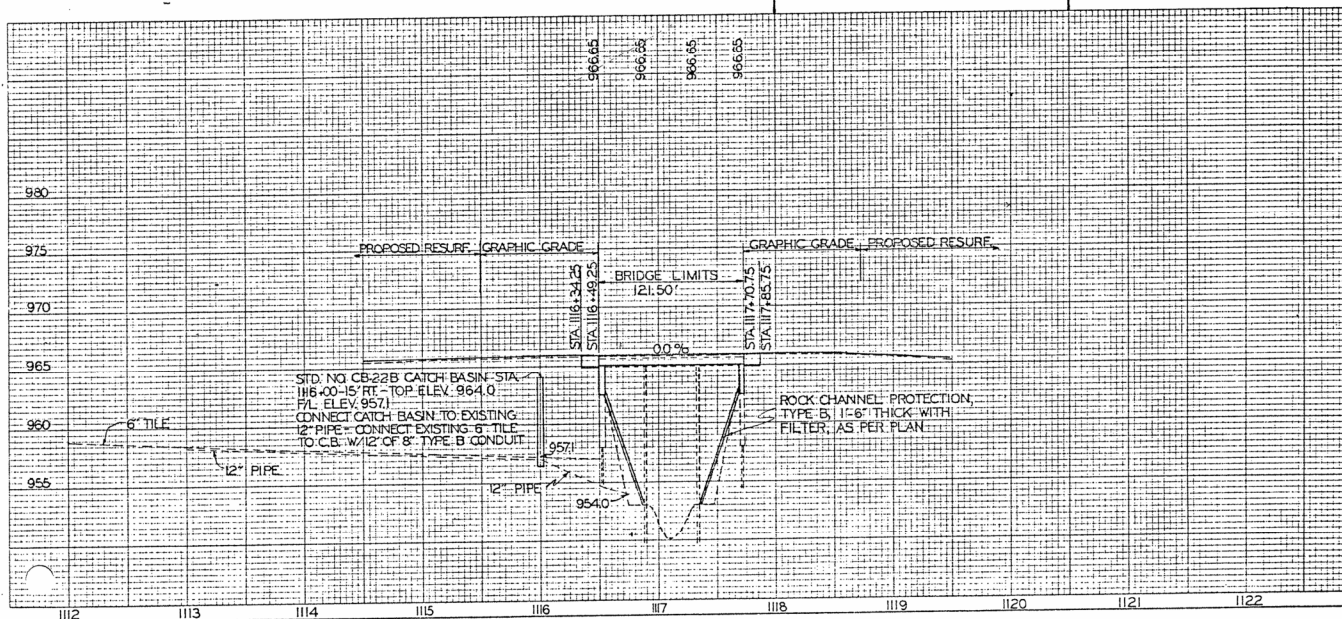 966.65
966.65
966.65
966.65
980
975
970
965
960
955
PROPOSED RESURF.
GRAPHIC GRADE
BRIDGE LIMITS
121.50'
GRAPHIC GRADE
PROPOSED RESURF.
STA. 1116+34.25
STA. 1116+49.25
STA. 1117+70.75
STA. 1117+85.75
0.0 %
STD. NO. CB-22B CATCH BASIN STA.
1116+00-15' RT. - TOP ELEV. 964.0
F/L ELEV. 957.1
CONNECT CATCH BASIN TO EXISTING
12" PIPE - CONNECT EXISTING 6" TILE
TO C.B. W/12' OF 8" TYPE B CONDUIT
ROCK CHANNEL PROTECTION,
TYPE B, 1'-6" THICK WITH
FILTER, AS PER PLAN
6" TILE
12" PIPE
957.1
12" PIPE
954.0
1112
1113
1114
1115
1116
1117
1118
1119
1120
1121
1122